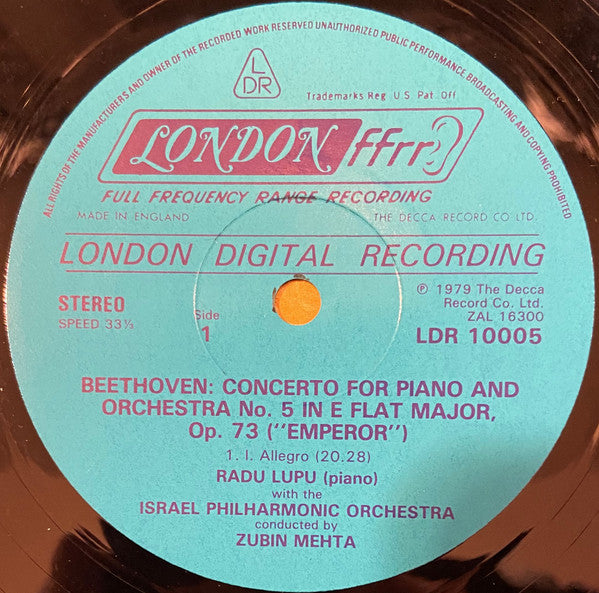 ALL RIGHTS OF THE MANUFACTURERS AND OWNER OF THE RECORDED WORK RESERVED UNAUTHORIZED PUBLIC PERFORMANCE BROADCASTING AND COPYING PROHIBITED
L
DR
Trademarks Reg. U.S. Pat. Off.
LONDON ffrr
FULL FREQUENCY RANGE RECORDING
MADE IN ENGLAND THE DECCA RECORD CO LTD.
LONDON DIGITAL RECORDING
STEREO
SPEED 33⅓
Side
1
℗ 1979 The Decca
Record Co. Ltd.
ZAL 16300
LDR 10005
BEETHOVEN: CONCERTO FOR PIANO AND
ORCHESTRA No. 5 IN E FLAT MAJOR,
Op. 73 ("EMPEROR")
1. I. Allegro (20.28)
RADU LUPU (piano)
with the
ISRAEL PHILHARMONIC ORCHESTRA
conducted by
ZUBIN MEHTA